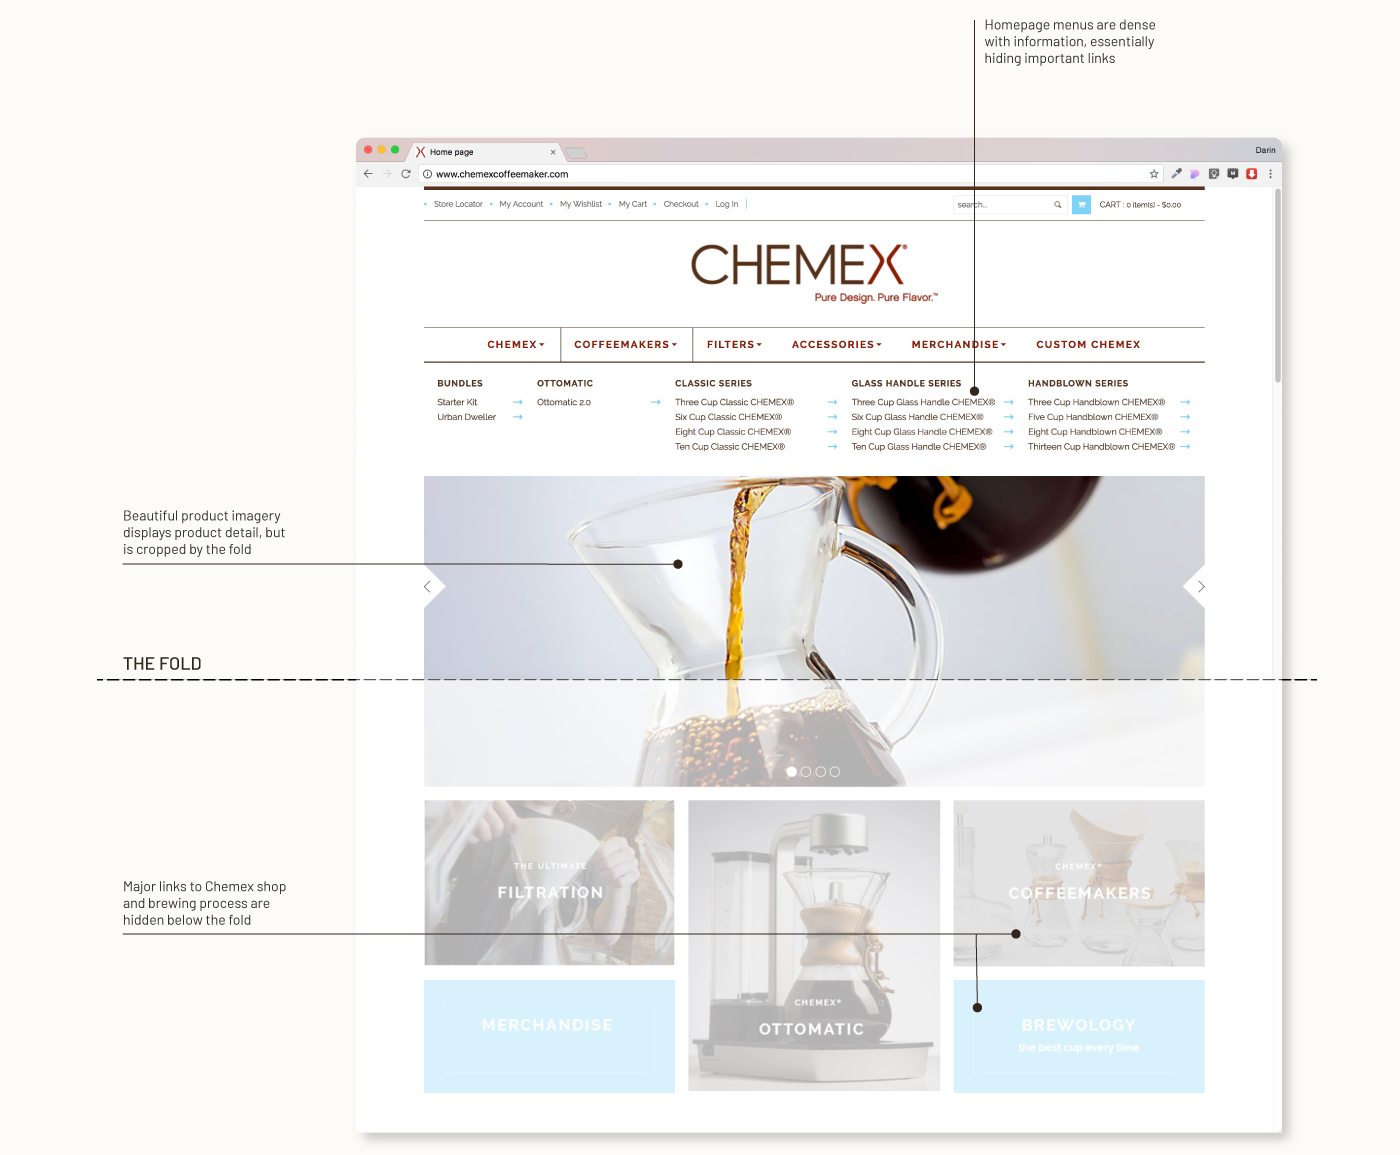 Homepage menus are dense
with information, essentially
hiding important links
Home page
Darin
www.chemexcoffeemaker.com
Store Locator
My Account
My Wishlist
My Cart
Checkout
Log In
search..
CART : 0 item(s) - $0.00
CHEMEX®
Pure Design. Pure Flavor.™
CHEMEX
COFFEEMAKERS
FILTERS
ACCESSORIES
MERCHANDISE
CUSTOM CHEMEX
BUNDLES
Starter Kit
Urban Dweller
OTTOMATIC
Ottomatic 2.0
CLASSIC SERIES
Three Cup Classic CHEMEX®
Six Cup Classic CHEMEX®
Eight Cup Classic CHEMEX®
Ten Cup Classic CHEMEX®
GLASS HANDLE SERIES
Three Cup Glass Handle CHEMEX®
Six Cup Glass Handle CHEMEX®
Eight Cup Glass Handle CHEMEX®
Ten Cup Glass Handle CHEMEX®
HANDBLOWN SERIES
Three Cup Handblown CHEMEX®
Five Cup Handblown CHEMEX®
Eight Cup Handblown CHEMEX®
Thirteen Cup Handblown CHEMEX®
Beautiful product imagery
displays product detail, but
is cropped by the fold
THE FOLD
Major links to Chemex shop
and brewing process are
hidden below the fold
THE ULTIMATE
FILTRATION
CHEMEX®
OTTOMATIC
CHEMEX®
COFFEEMAKERS
MERCHANDISE
BREWOLOGY
the best cup every time